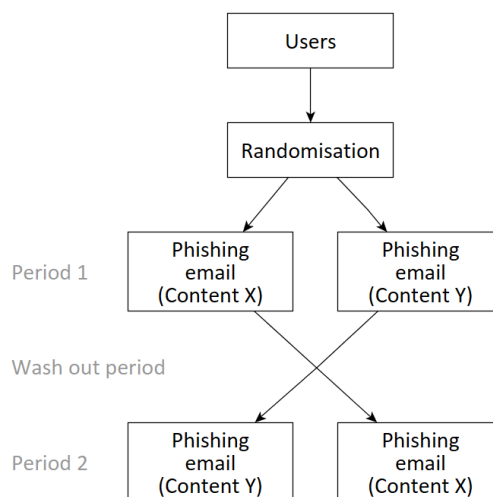 Users
Randomisation
Period 1
Phishing
email
(Content X)
Phishing
email
(Content Y)
Wash out period
Period 2
Phishing
email
(Content Y)
Phishing
email
(Content X)